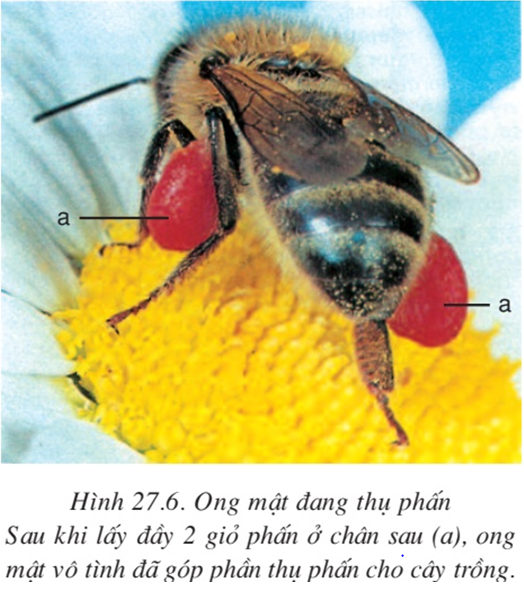 a
a
Hình 27.6. Ong mật đang thụ phấn
Sau khi lấy đầy 2 giỏ phấn ở chân sau (a), ong
mật vô tình đã góp phần thụ phấn cho cây trồng.